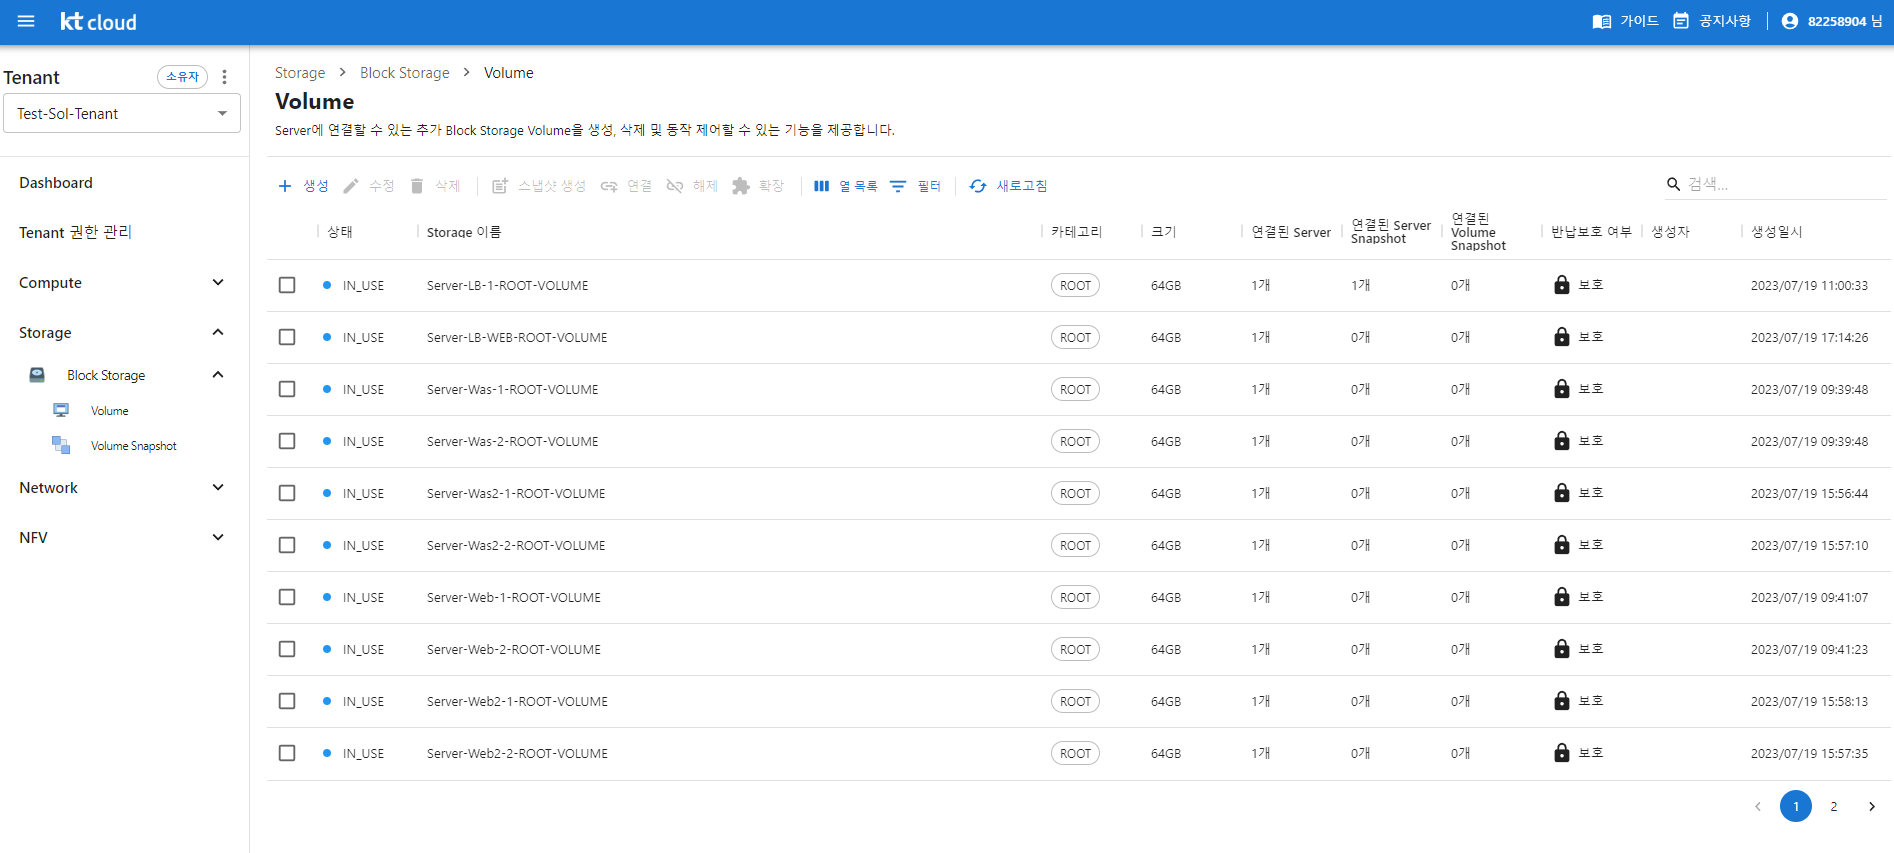 kt cloud
가이드 공지사항 82258904 님
Tenant 소유자
Test-Sol-Tenant
Dashboard
Tenant 권한 관리
Compute
Storage
Block Storage
Volume
Volume Snapshot
Network
NFV
Storage > Block Storage > Volume
Volume
Server에 연결할 수 있는 추가 Block Storage Volume을 생성, 삭제 및 동작 제어할 수 있는 기능을 제공합니다.
생성 수정 삭제 스냅샷 생성 연결 해제 확장 열 목록 필터 새로고침 검색...
상태 Storage 이름 카테고리 크기 연결된 Server 연결된 Server Snapshot 연결된 Volume Snapshot 반납보호 여부 생성자 생성일시
IN_USE Server-LB-1-ROOT-VOLUME ROOT 64GB 1개 1개 0개 보호 2023/07/19 11:00:33
IN_USE Server-LB-WEB-ROOT-VOLUME ROOT 64GB 1개 0개 0개 보호 2023/07/19 17:14:26
IN_USE Server-Was-1-ROOT-VOLUME ROOT 64GB 1개 0개 0개 보호 2023/07/19 09:39:48
IN_USE Server-Was-2-ROOT-VOLUME ROOT 64GB 1개 0개 0개 보호 2023/07/19 09:39:48
IN_USE Server-Was2-1-ROOT-VOLUME ROOT 64GB 1개 0개 0개 보호 2023/07/19 15:56:44
IN_USE Server-Was2-2-ROOT-VOLUME ROOT 64GB 1개 0개 0개 보호 2023/07/19 15:57:10
IN_USE Server-Web-1-ROOT-VOLUME ROOT 64GB 1개 0개 0개 보호 2023/07/19 09:41:07
IN_USE Server-Web-2-ROOT-VOLUME ROOT 64GB 1개 0개 0개 보호 2023/07/19 09:41:23
IN_USE Server-Web2-1-ROOT-VOLUME ROOT 64GB 1개 0개 0개 보호 2023/07/19 15:58:13
IN_USE Server-Web2-2-ROOT-VOLUME ROOT 64GB 1개 0개 0개 보호 2023/07/19 15:57:35
1 2